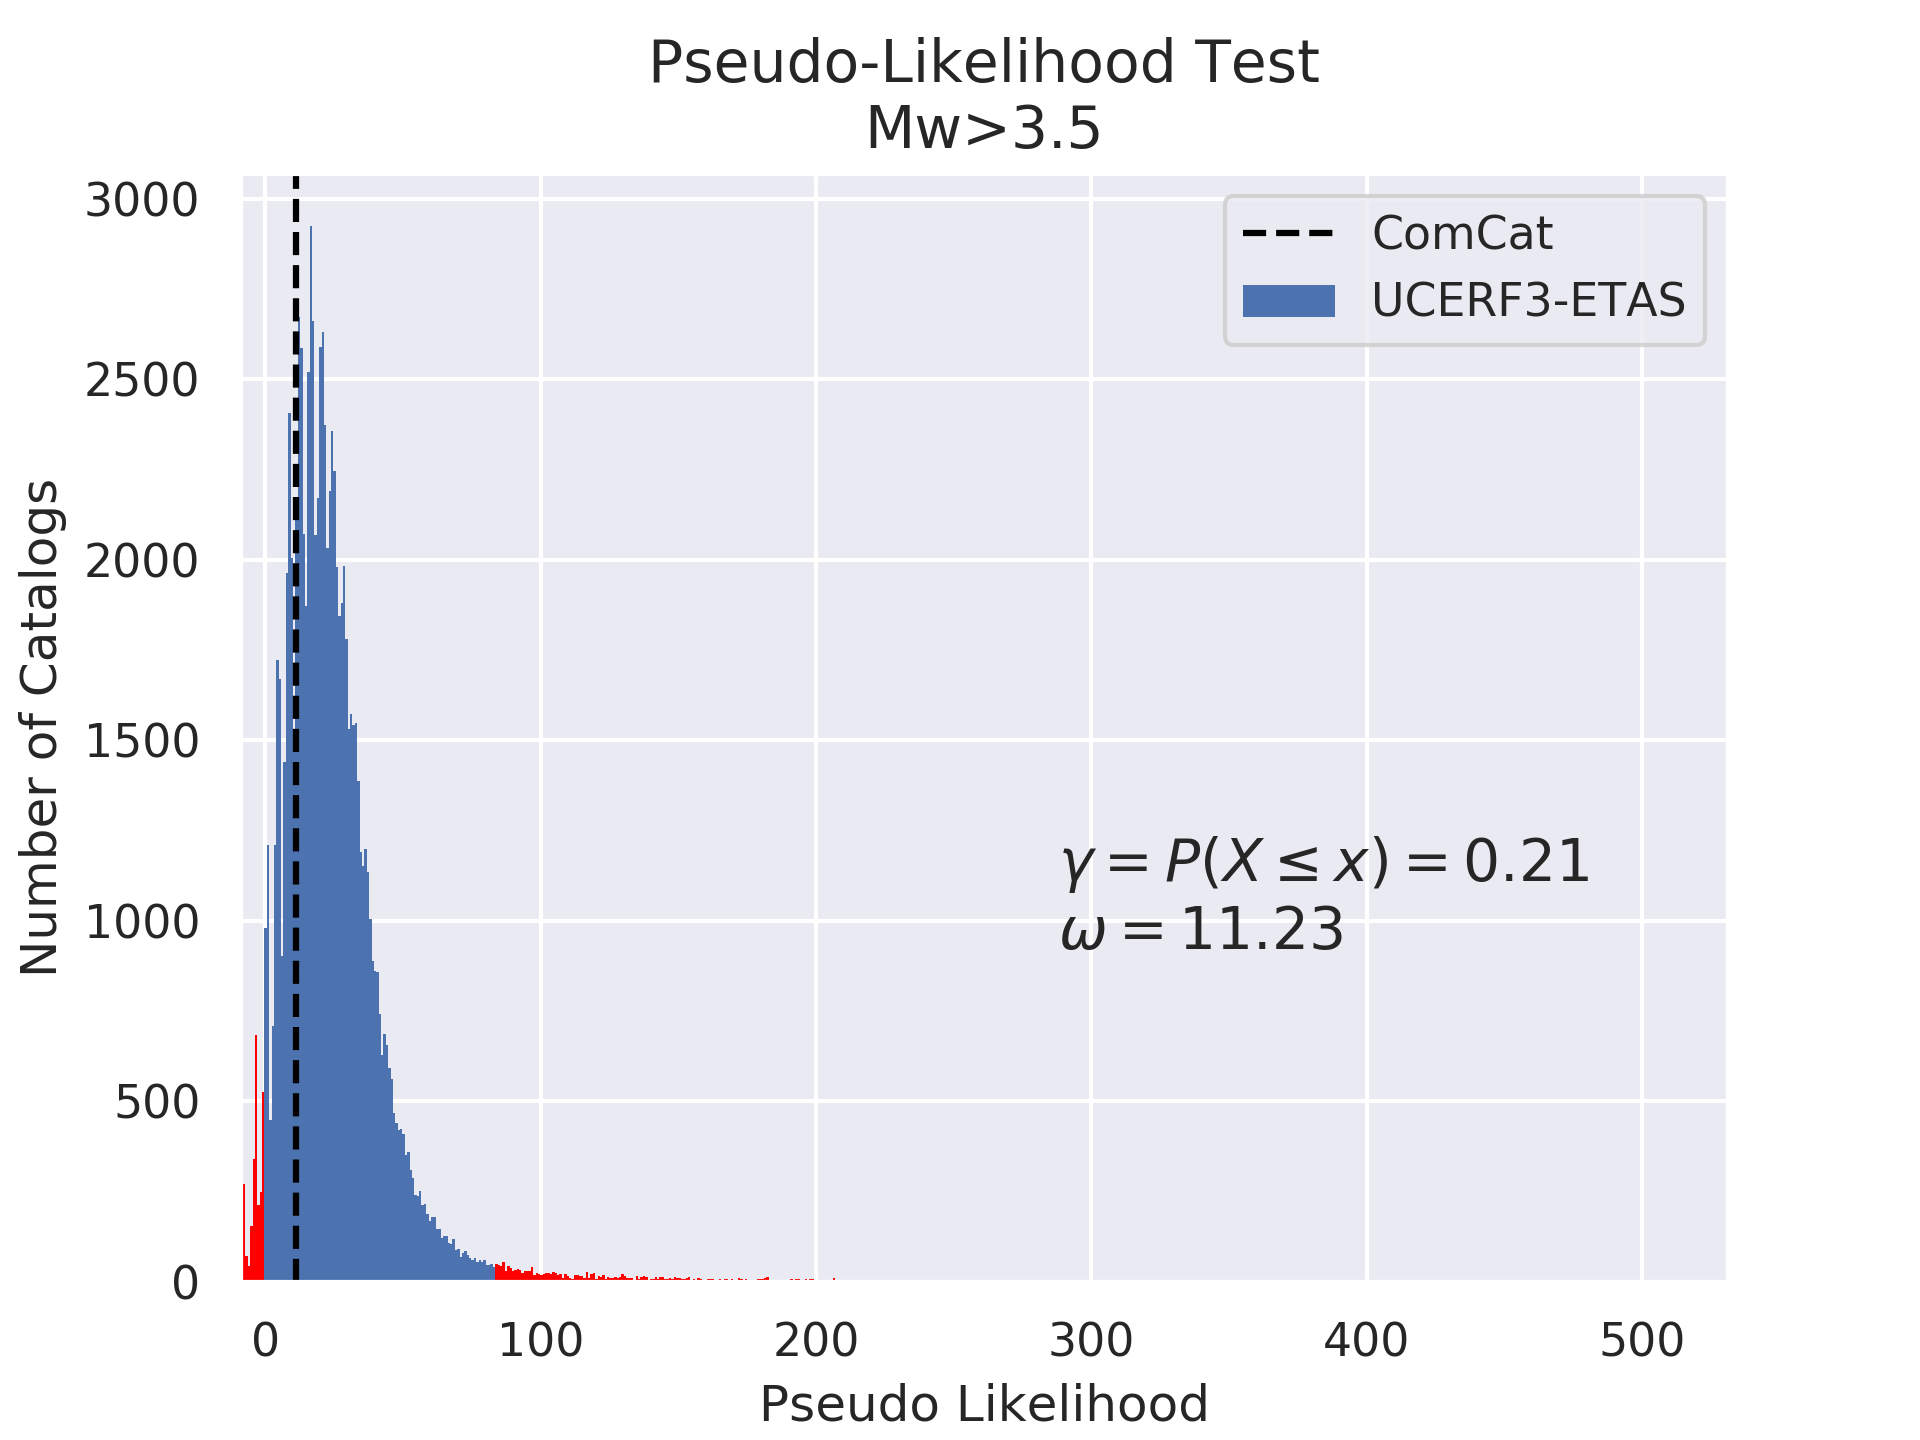 Pseudo-Likelihood Test
Mw>3.5
ComCat
UCERF3-ETAS
3000
2500
2000
1500
1000
500
0
Number of Catalogs
γ = P(X ≤ x) = 0.21
ω = 11.23
0 100 200 300 400 500
Pseudo Likelihood